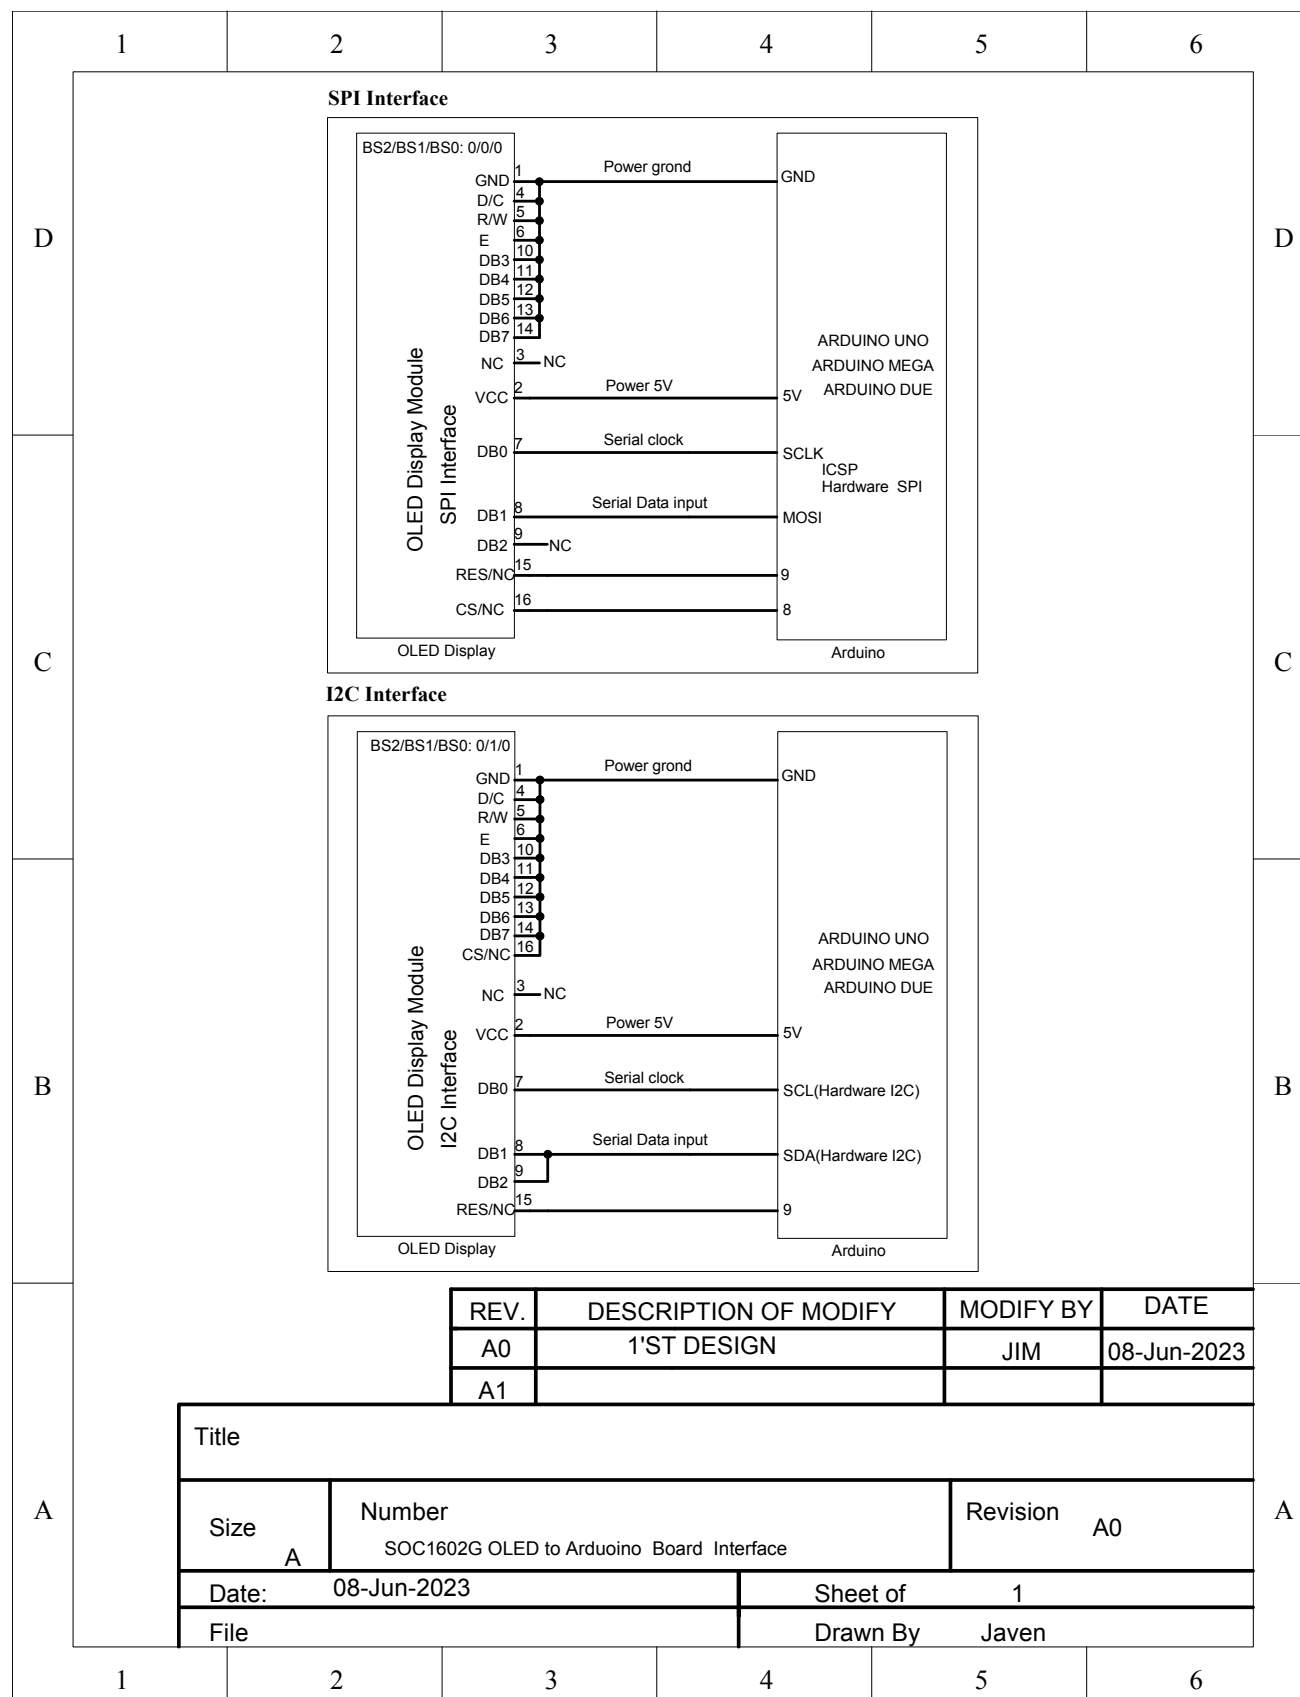 1 2 3 4 5 6
SPI Interface
BS2/BS1/BS0: 0/0/0
GND 1 Power grond GND
D/C 4
R/W 5
D D
E 6
DB3 10
DB4 11
DB5 12
DB6 13
DB7 14
ARDUINO UNO
NC 3 NC
ARDUINO MEGA
VCC 2 Power 5V 5V
ARDUINO DUE
OLED Display Module
SPI Interface
DB0 7 Serial clock SCLK
ICSP
Hardware SPI
DB1 8 Serial Data input MOSI
DB2 9 NC
RES/NC 15 9
CS/NC 16 8
OLED Display Arduino
C C
I2C Interface
BS2/BS1/BS0: 0/1/0
GND 1 Power grond GND
D/C 4
R/W 5
E 6
DB3 10
DB4 11
DB5 12
DB6 13
DB7 14
CS/NC 16
ARDUINO UNO
ARDUINO MEGA
ARDUINO DUE
NC 3 NC
VCC 2 Power 5V 5V
OLED Display Module
I2C Interface
DB0 7 Serial clock SCL(Hardware I2C)
B B
DB1 8 Serial Data input SDA(Hardware I2C)
DB2 9
RES/NC 15 9
OLED Display Arduino
REV. DESCRIPTION OF MODIFY MODIFY BY DATE
A0 1'ST DESIGN JIM 08-Jun-2023
A1
Title
A A
Size A Number Revision A0
SOC1602G OLED to Arduoino Board Interface
Date: 08-Jun-2023 Sheet of 1
File Drawn By Javen
1 2 3 4 5 6